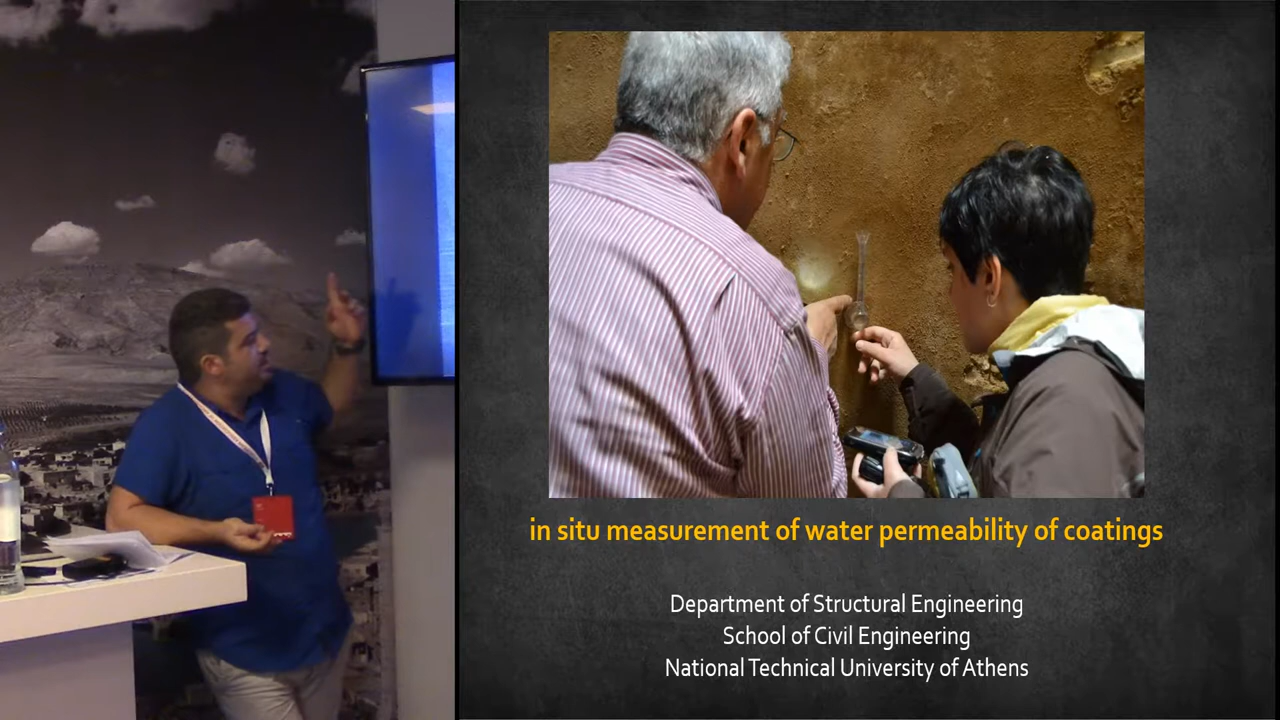 in situ measurement of water permeability of coatings
Department of Structural Engineering
School of Civil Engineering
National Technical University of Athens